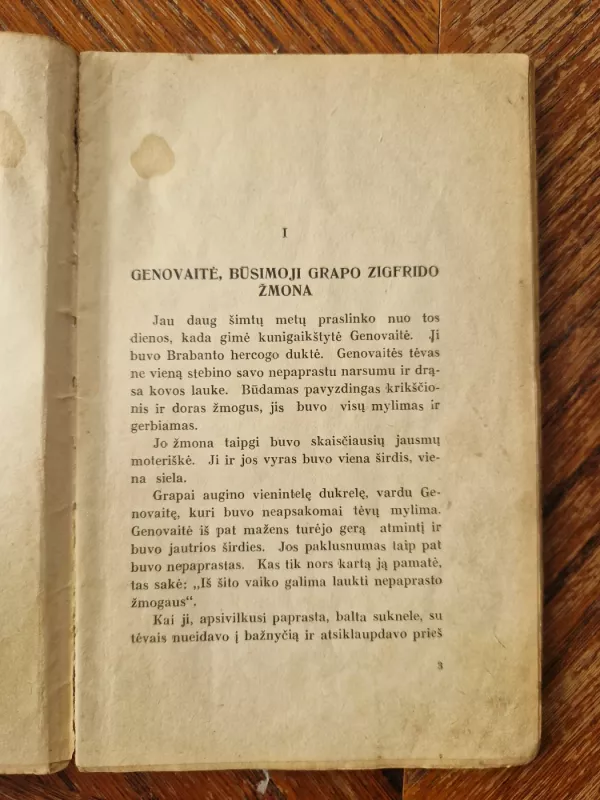 I
GENOVAITĖ, BŪSIMOJI GRAPO ZIGFRIDO
ŽMONA
Jau daug šimtų metų praslinko nuo tos
dienos, kada gimė kunigaikštytė Genovaitė. Ji
buvo Brabanto hercogo duktė. Genovaitės tėvas
ne vieną stebino savo nepaprastu narsumu ir drą-
sa kovos lauke. Būdamas pavyzdingas krikščio-
nis ir doras žmogus, jis buvo visų mylimas ir
gerbiamas.
Jo žmona taipgi buvo skaisčiausių jausmų
moteriškė. Ji ir jos vyras buvo viena širdis, vie-
na siela.
Grapai augino vienintelę dukrelę, vardu Ge-
novaitę, kuri buvo neapsakomai tėvų mylima.
Genovaitė iš pat mažens turėjo gerą atmintį ir
buvo jautrios širdies. Jos paklusnumas taip pat
buvo nepaprastas. Kas tik nors kartą ją pamatė,
tas sakė: „Iš šito vaiko galima laukti nepaprasto
žmogaus“.
Kai ji, apsivilkusi paprasta, balta suknele, su
tėvais nueidavo į bažnyčią ir atsiklaupdavo prieš
3